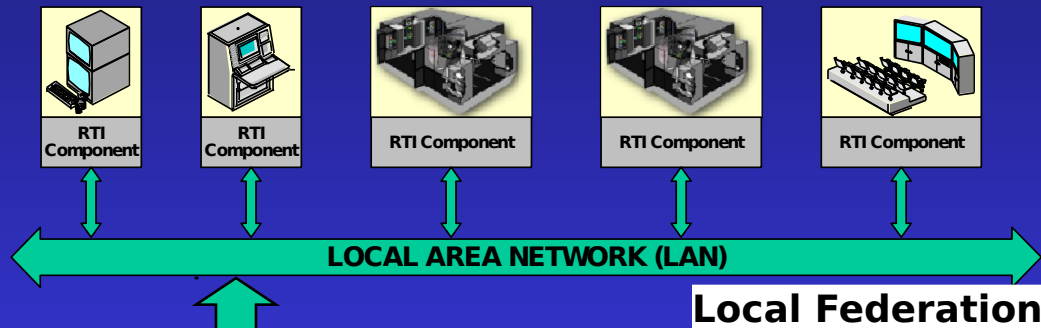 RTI
Component
RTI
Component
RTI Component
RTI Component
RTI Component
LOCAL AREA NETWORK (LAN)
Local Federation